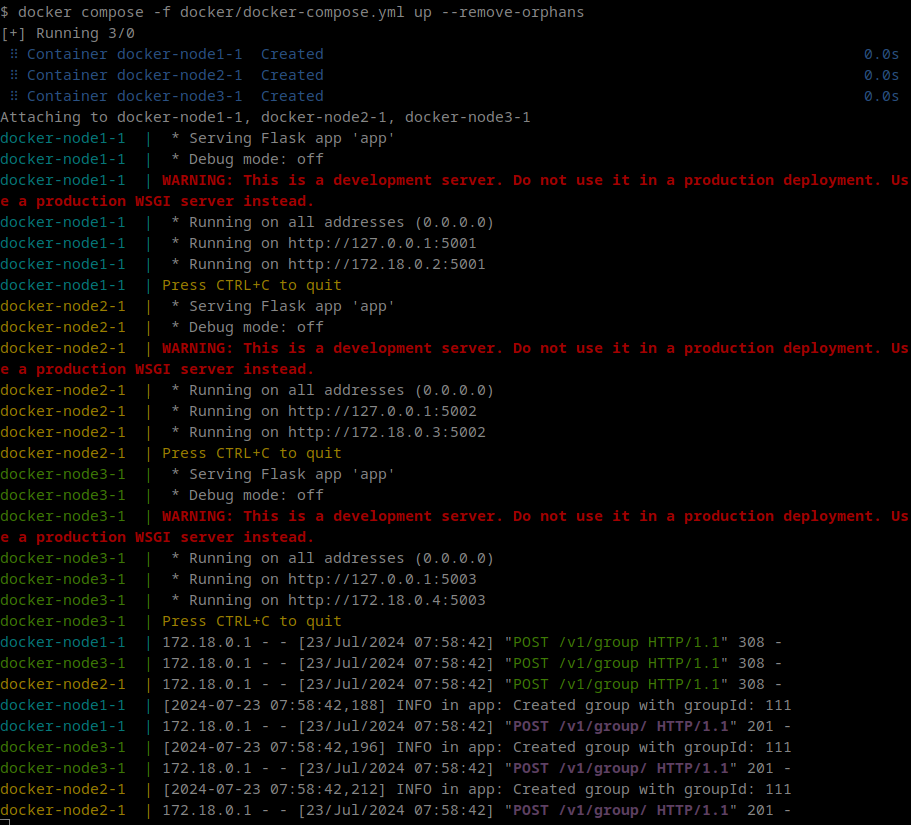 $ docker compose -f docker/docker-compose.yml up --remove-orphans
[+] Running 3/0
⠿ Container docker-node1-1  Created                                                            0.0s
⠿ Container docker-node2-1  Created                                                            0.0s
⠿ Container docker-node3-1  Created                                                            0.0s
Attaching to docker-node1-1, docker-node2-1, docker-node3-1
docker-node1-1  |  * Serving Flask app 'app'
docker-node1-1  |  * Debug mode: off
docker-node1-1  | WARNING: This is a development server. Do not use it in a production deployment. Us
e a production WSGI server instead.
docker-node1-1  |  * Running on all addresses (0.0.0.0)
docker-node1-1  |  * Running on http://127.0.0.1:5001
docker-node1-1  |  * Running on http://172.18.0.2:5001
docker-node1-1  | Press CTRL+C to quit
docker-node2-1  |  * Serving Flask app 'app'
docker-node2-1  |  * Debug mode: off
docker-node2-1  | WARNING: This is a development server. Do not use it in a production deployment. Us
e a production WSGI server instead.
docker-node2-1  |  * Running on all addresses (0.0.0.0)
docker-node2-1  |  * Running on http://127.0.0.1:5002
docker-node2-1  |  * Running on http://172.18.0.3:5002
docker-node2-1  | Press CTRL+C to quit
docker-node3-1  |  * Serving Flask app 'app'
docker-node3-1  |  * Debug mode: off
docker-node3-1  | WARNING: This is a development server. Do not use it in a production deployment. Us
e a production WSGI server instead.
docker-node3-1  |  * Running on all addresses (0.0.0.0)
docker-node3-1  |  * Running on http://127.0.0.1:5003
docker-node3-1  |  * Running on http://172.18.0.4:5003
docker-node3-1  | Press CTRL+C to quit
docker-node1-1  | 172.18.0.1 - - [23/Jul/2024 07:58:42] "POST /v1/group HTTP/1.1" 308 -
docker-node3-1  | 172.18.0.1 - - [23/Jul/2024 07:58:42] "POST /v1/group HTTP/1.1" 308 -
docker-node2-1  | 172.18.0.1 - - [23/Jul/2024 07:58:42] "POST /v1/group HTTP/1.1" 308 -
docker-node1-1  | [2024-07-23 07:58:42,188] INFO in app: Created group with groupId: 111
docker-node1-1  | 172.18.0.1 - - [23/Jul/2024 07:58:42] "POST /v1/group/ HTTP/1.1" 201 -
docker-node3-1  | [2024-07-23 07:58:42,196] INFO in app: Created group with groupId: 111
docker-node3-1  | 172.18.0.1 - - [23/Jul/2024 07:58:42] "POST /v1/group/ HTTP/1.1" 201 -
docker-node2-1  | [2024-07-23 07:58:42,212] INFO in app: Created group with groupId: 111
docker-node2-1  | 172.18.0.1 - - [23/Jul/2024 07:58:42] "POST /v1/group/ HTTP/1.1" 201 -